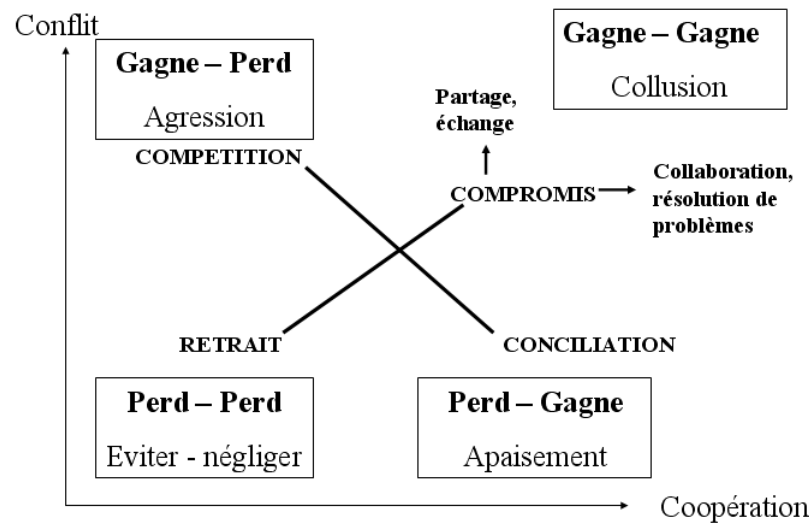 Conflit
Gagne – Perd
Agression
Gagne – Gagne
Collusion
Partage,
échange
COMPETITION
COMPROMIS
Collaboration,
résolution de
problèmes
RETRAIT
CONCILIATION
Perd – Perd
Eviter - négliger
Perd – Gagne
Apaisement
Coopération